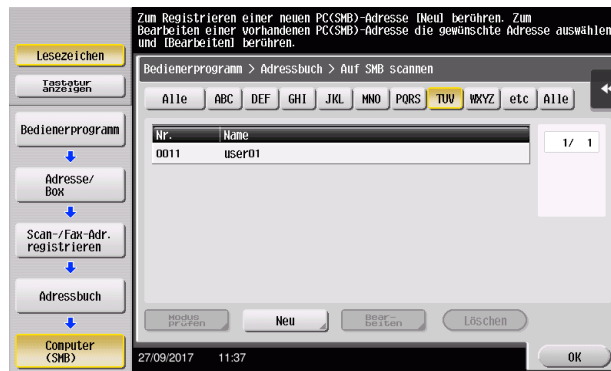 Zum Registrieren einer neuen PC(SMB)-Adresse [Neu] berühren. Zum
Bearbeiten einer vorhandenen PC(SMB)-Adresse die gewünschte Adresse auswählen
und [Bearbeiten] berühren.
Lesezeichen
Tastatur
anzeigen
Bedienerprogramm
Adresse/
Box
Scan-/Fax-Adr.
registrieren
Adressbuch
Computer
(SMB)
Bedienerprogramm > Adressbuch > Auf SMB scannen
Alle ABC DEF GHI JKL MNO PQRS TUV WXYZ etc Alle
Nr. Name
0011 user01
1/ 1
Modus
prüfen
Neu
Bear-
beiten
Löschen
27/09/2017 11:37
OK